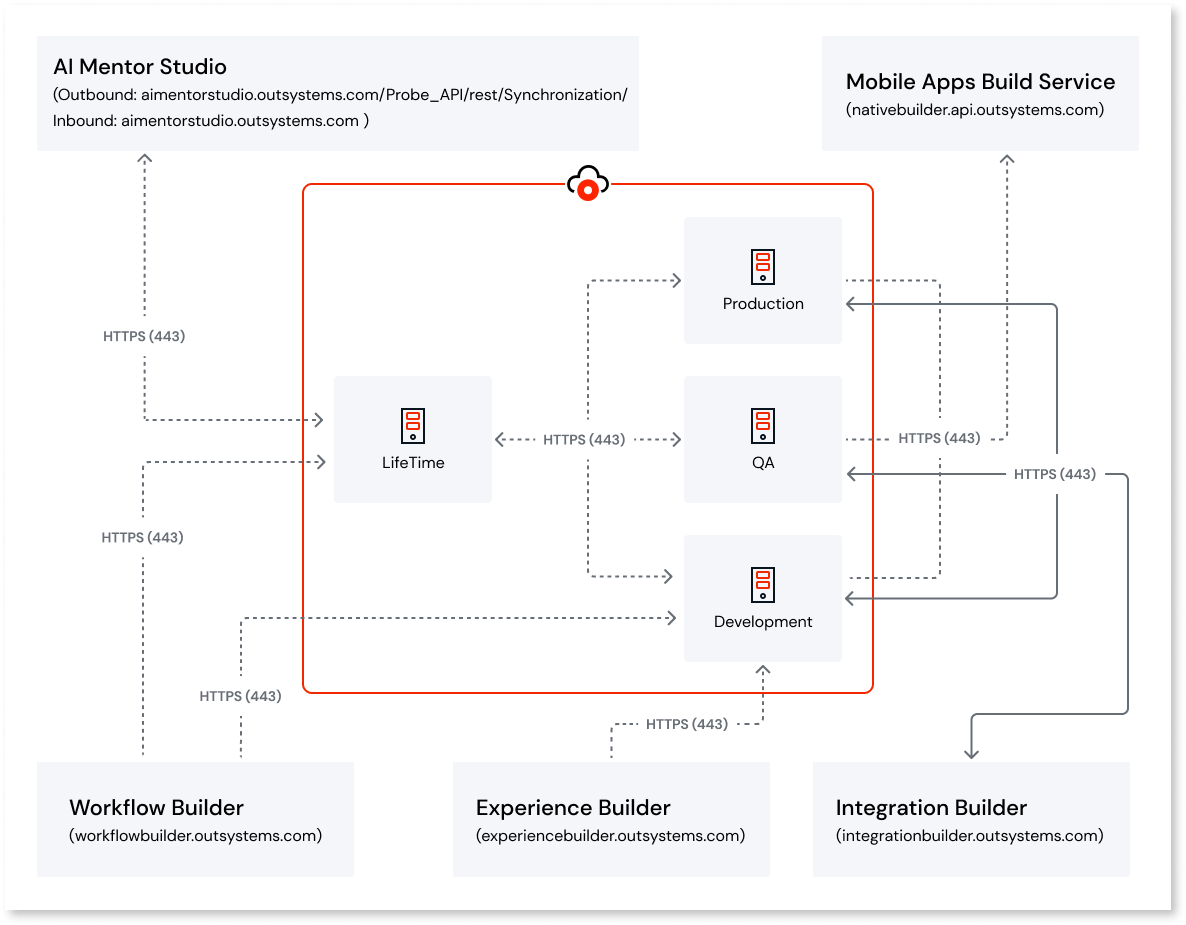 AI Mentor Studio
(Outbound: aimentorstudio.outsystems.com/Probe_API/rest/Synchronization/
Inbound: aimentorstudio.outsystems.com )
Mobile Apps Build Service
(nativebuilder.api.outsystems.com)
Production
HTTPS (443)
LifeTime
HTTPS (443)
QA
HTTPS (443)
HTTPS (443)
HTTPS (443)
Development
HTTPS (443)
HTTPS (443)
Workflow Builder
(workflowbuilder.outsystems.com)
Experience Builder
(experiencebuilder.outsystems.com)
Integration Builder
(integrationbuilder.outsystems.com)